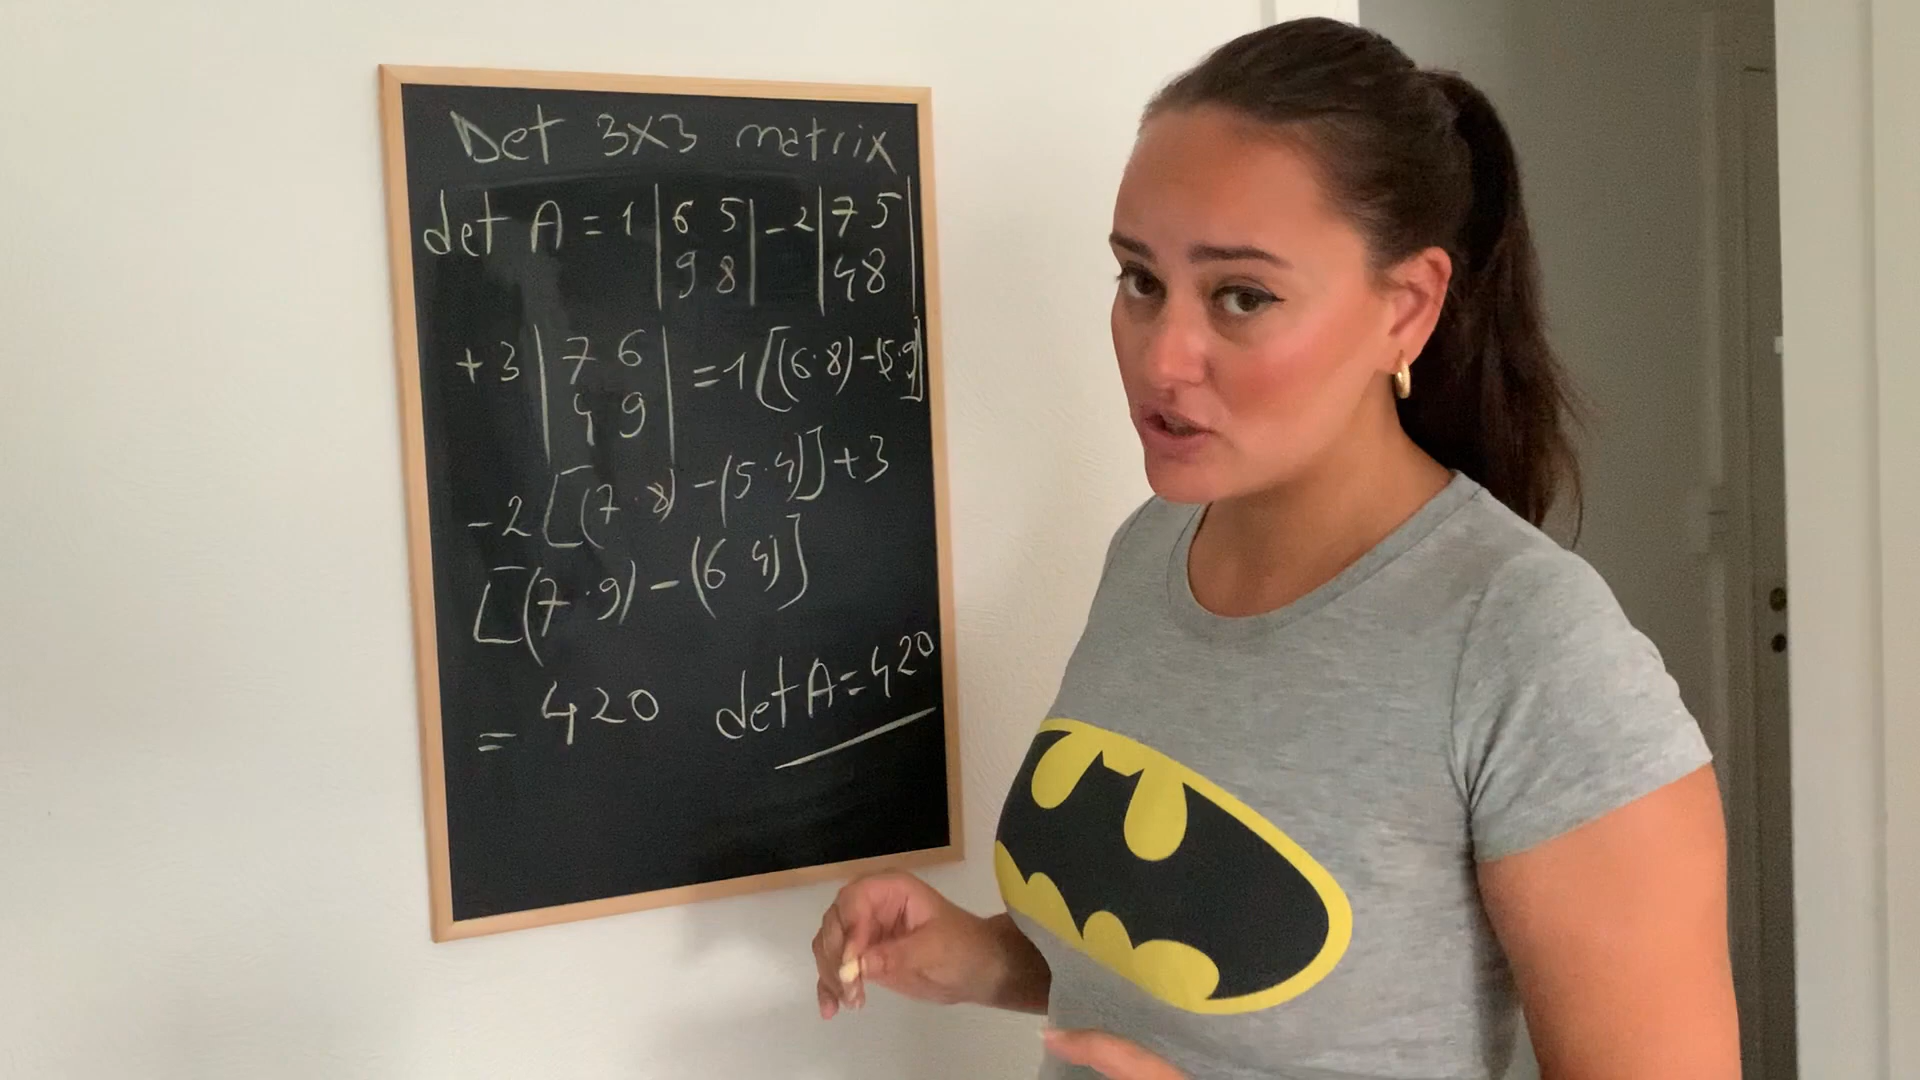 Det 3x3 matrix
det A = 1 |6 5| - 2 |7 5|
|9 8| |4 8|
+ 3 |7 6| = 1 [(6·8) - (5·9)]
|4 9|
- 2 [(7·8) - (5·4)] + 3
[(7·9) - (6 4)]
= 420 det A = 420